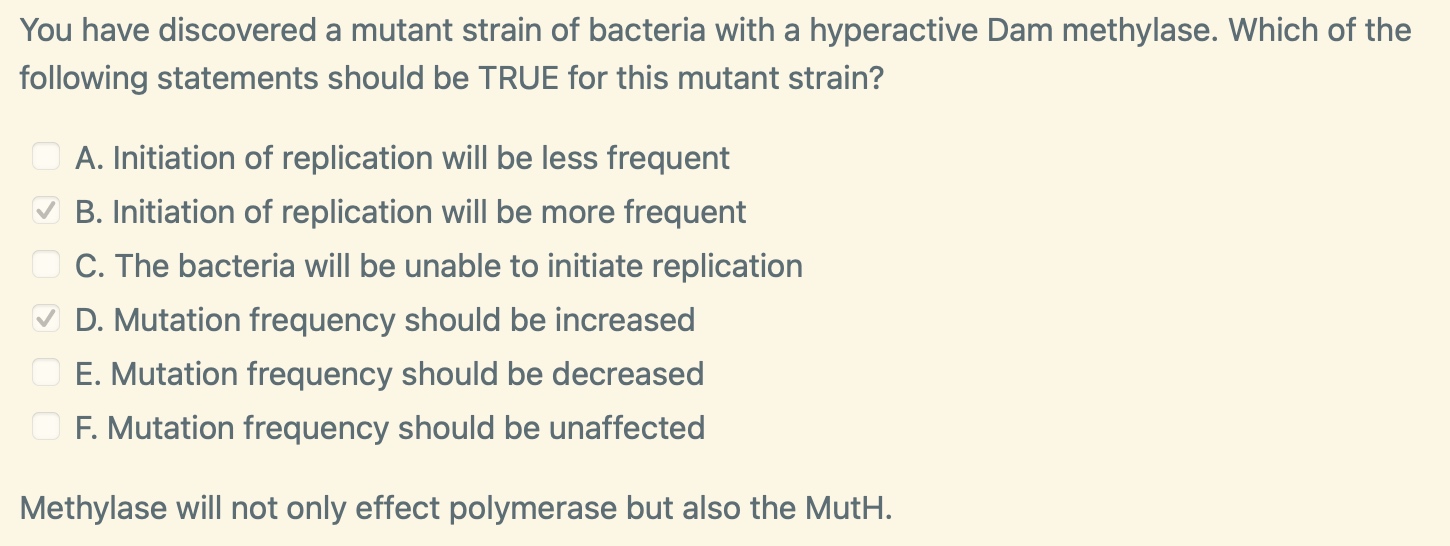 You have discovered a mutant strain of bacteria with a hyperactive Dam methylase. Which of the
following statements should be TRUE for this mutant strain?
A. Initiation of replication will be less frequent
B. Initiation of replication will be more frequent
C. The bacteria will be unable to initiate replication
D. Mutation frequency should be increased
E. Mutation frequency should be decreased
F. Mutation frequency should be unaffected
Methylase will not only effect polymerase but also the MutH.